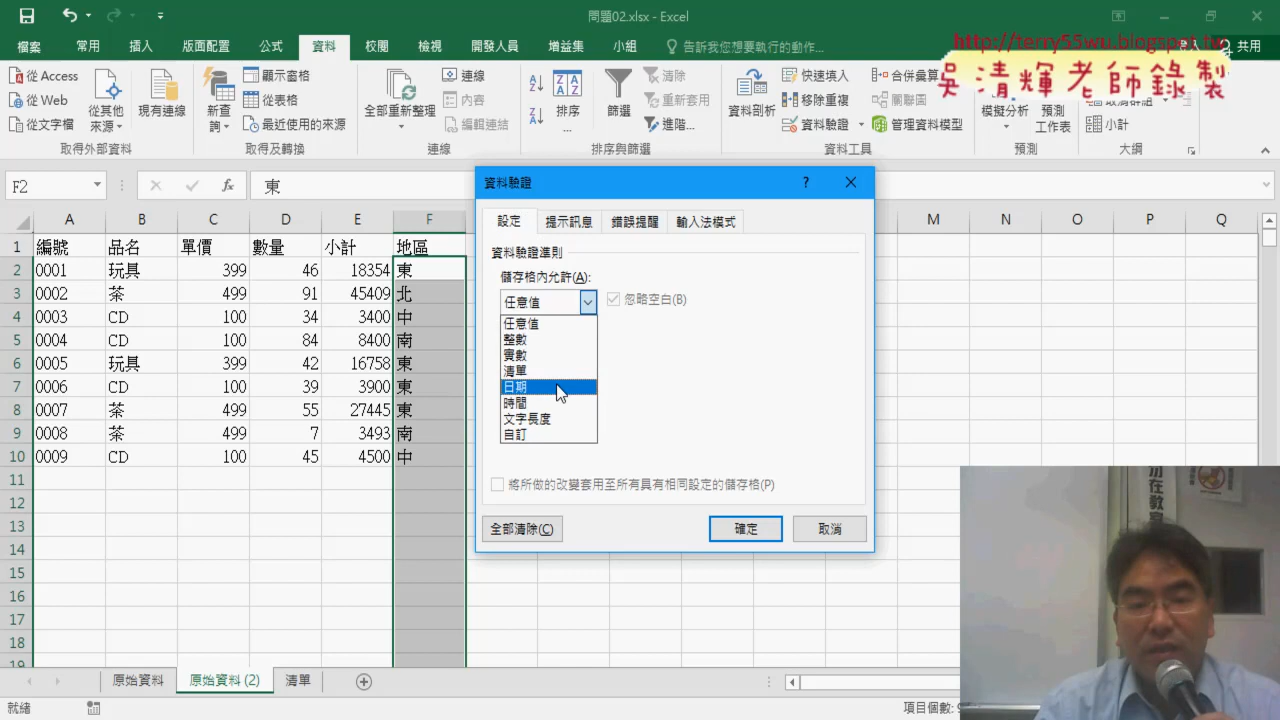 問題02.xlsx - Excel
檔案 常用 插入 版面配置 公式 資料 校閱 檢視 開發人員 增益集 小組 告訴我您想要執行的動作... 共用
http://terry55wu.blogspot.tw
吳清輝老師錄製
從 Access 從 Web 從文字檔 從其他來源 現有連線
取得外部資料
新查詢 顯示窗格 從表格 最近使用的來源
取得及轉換
全部重新整理 連線 內容 編輯連結
連線
排序... 篩選 清除 重新套用 進階...
排序與篩選
資料剖析 快速填入 移除重複 資料驗證 合併彙算 關聯圖 管理資料模型
資料工具
模擬分析 預測工作表
預測
取消群組 小計
大綱
F2 fx 東
A B C D E F M N O P Q
1 編號 品名 單價 數量 小計 地區
2 0001 玩具 399 46 18354 東
3 0002 茶 499 91 45409 北
4 0003 CD 100 34 3400 中
5 0004 CD 100 84 8400 南
6 0005 玩具 399 42 16758 東
7 0006 CD 100 39 3900 東
8 0007 茶 499 55 27445 東
9 0008 茶 499 7 3493 南
10 0009 CD 100 45 4500 中
11
12
13
14
15
16
17
18
19
資料驗證 ?
設定 提示訊息 錯誤提醒 輸入法模式
資料驗證準則
儲存格內允許(A):
任意值 忽略空白(B)
任意值
整數
實數
清單
日期
時間
文字長度
自訂
將所做的改變套用至所有具有相同設定的儲存格(P)
全部清除(C) 確定 取消
原始資料 原始資料 (2) 清單
就緒 項目個數: